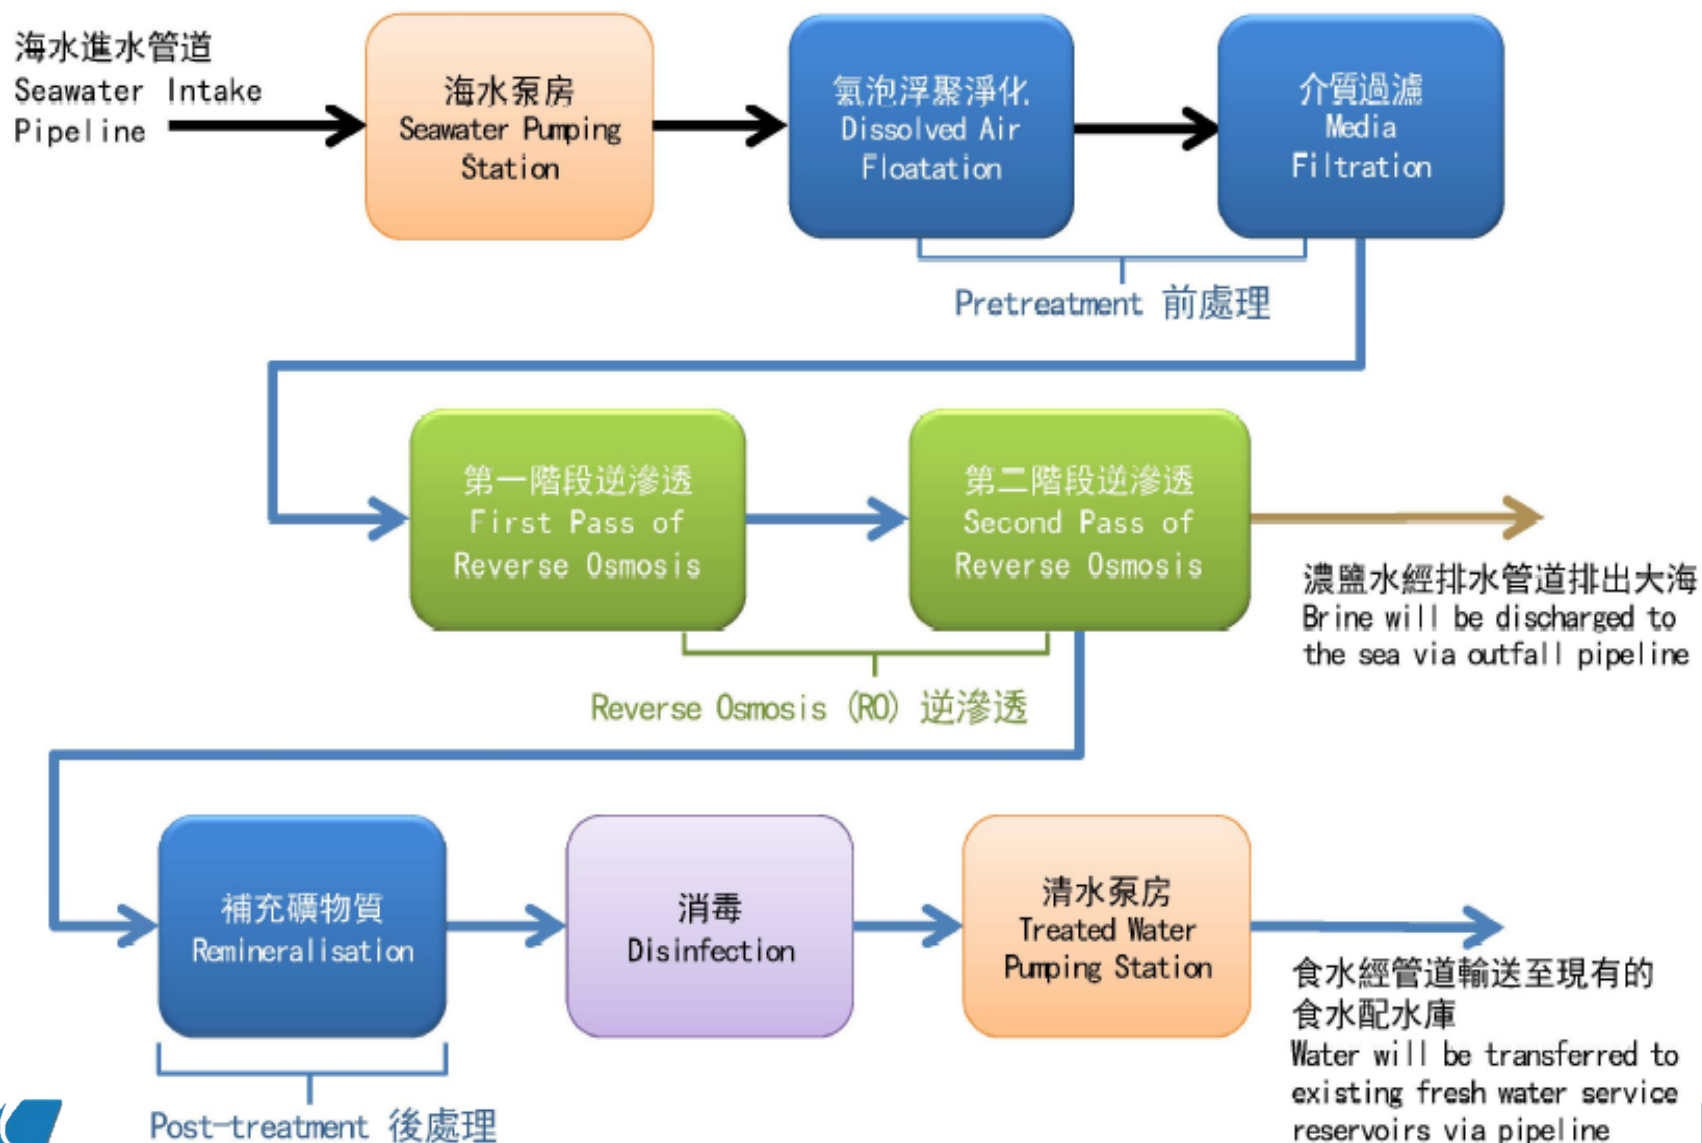 海水進水管道
Seawater Intake
Pipeline
海水泵房
Seawater Pumping
Station
氣泡浮聚淨化
Dissolved Air
Floatation
介質過濾
Media
Filtration
Pretreatment 前處理
第一階段逆滲透
First Pass of
Reverse Osmosis
第二階段逆滲透
Second Pass of
Reverse Osmosis
濃鹽水經排水管道排出大海
Brine will be discharged to
the sea via outfall pipeline
Reverse Osmosis (RO) 逆滲透
補充礦物質
Remineralisation
消毒
Disinfection
清水泵房
Treated Water
Pumping Station
食水經管道輸送至現有的
食水配水庫
Water will be transferred to
existing fresh water service
reservoirs via pipeline
Post-treatment 後處理